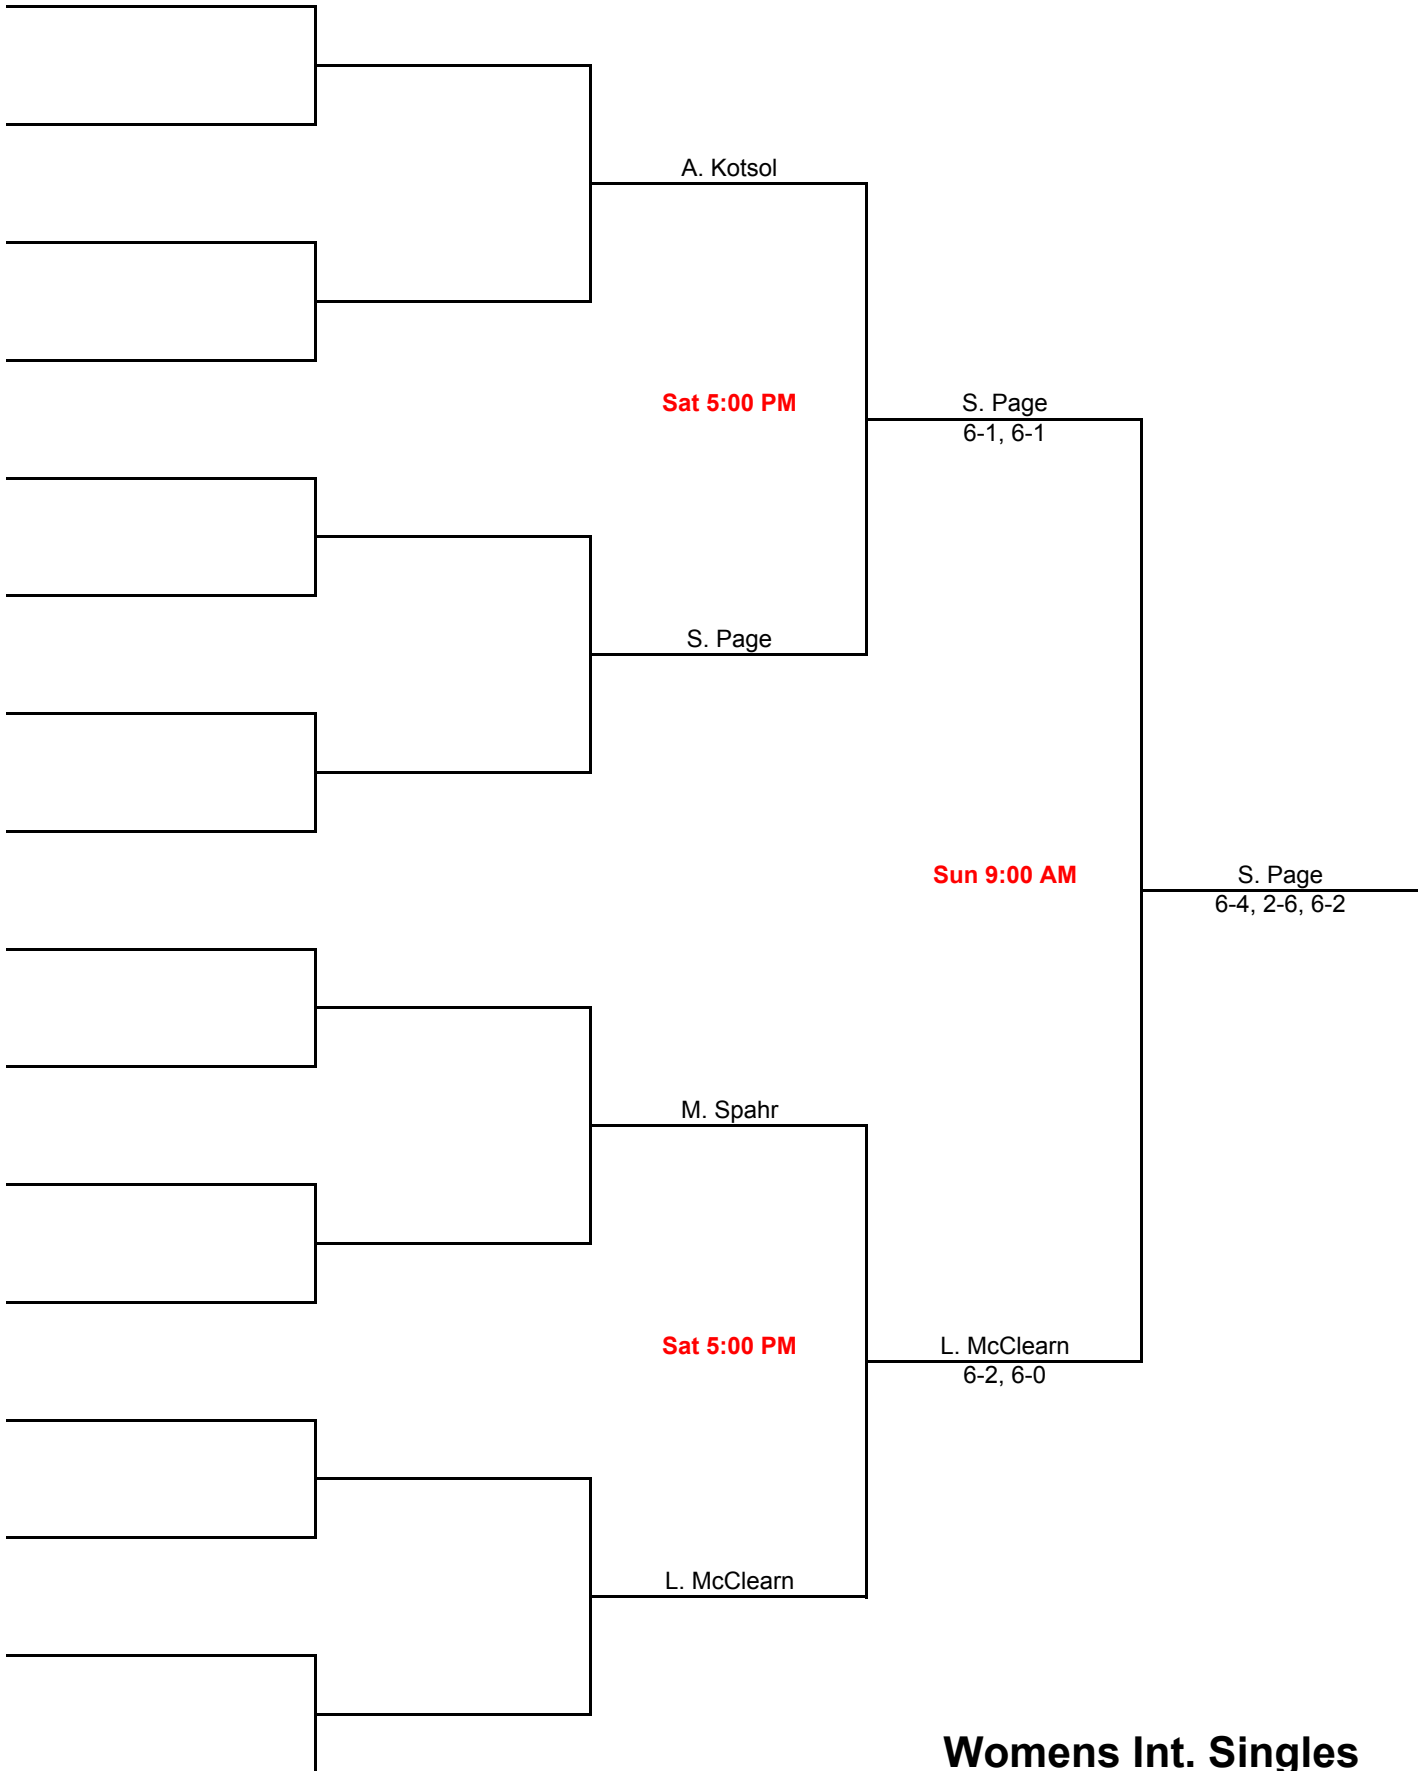 A. Kotsol
Sat 5:00 PM
S. Page
6-1, 6-1
S. Page
Sun 9:00 AM
S. Page
6-4, 2-6, 6-2
M. Spahr
Sat 5:00 PM
L. McClearn
6-2, 6-0
L. McClearn
Womens Int. Singles